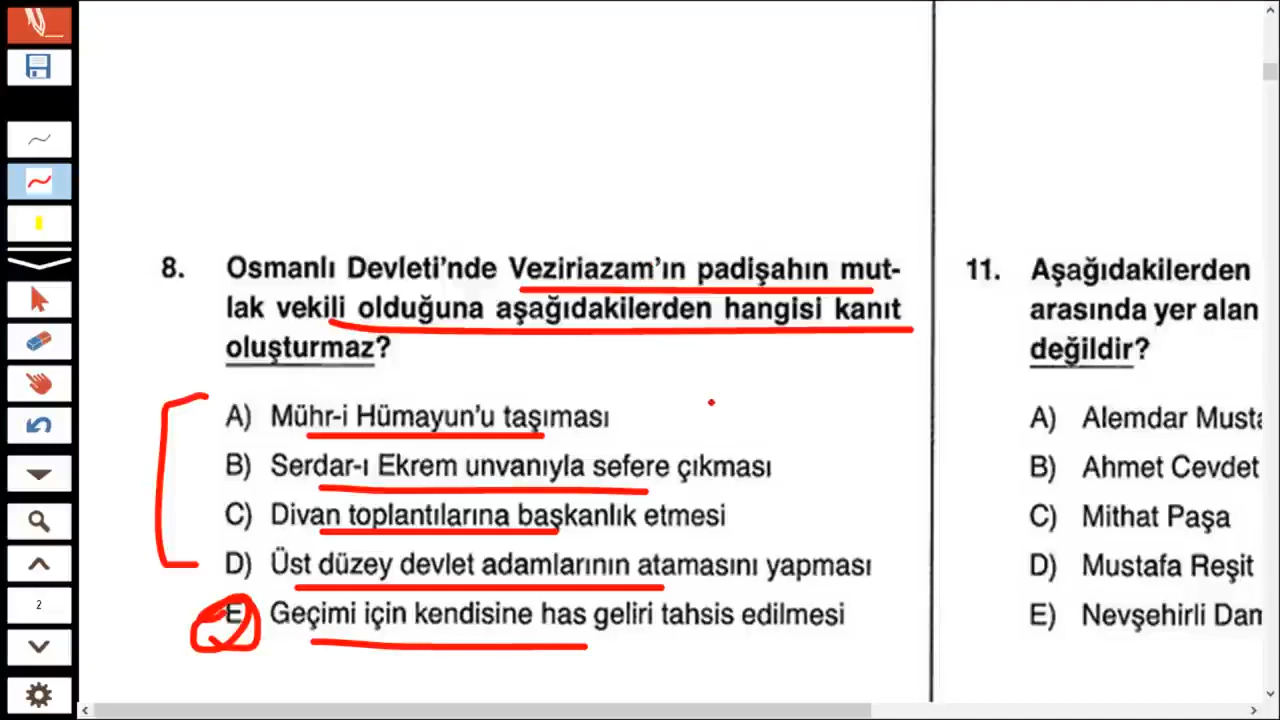 8. Osmanlı Devleti'nde Veziriazam'ın padişahın mut-
lak vekili olduğuna aşağıdakilerden hangisi kanıt
oluşturmaz?
A) Mühr-i Hümayun'u taşıması
B) Serdar-ı Ekrem unvanıyla sefere çıkması
C) Divan toplantılarına başkanlık etmesi
D) Üst düzey devlet adamlarının atamasını yapması
E) Geçimi için kendisine has geliri tahsis edilmesi
11. Aşağıdakilerden
arasında yer alan
değildir?
A) Alemdar Musta
B) Ahmet Cevdet
C) Mithat Paşa
D) Mustafa Reşit
E) Nevşehirli Dam
2